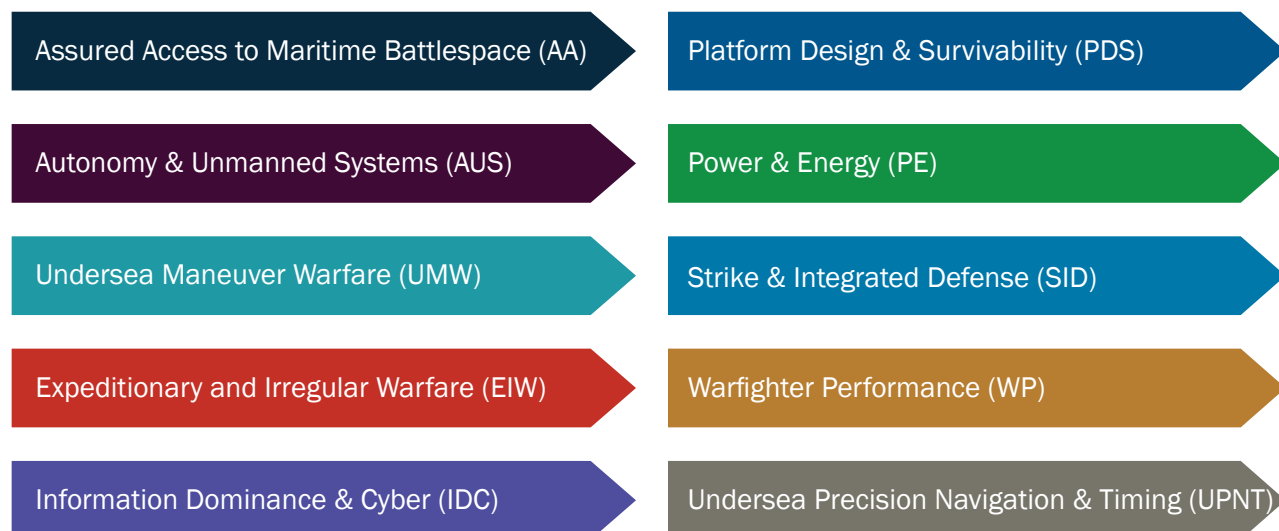 Assured Access to Maritime Battlespace (AA)
Autonomy & Unmanned Systems (AUS)
Undersea Maneuver Warfare (UMW)
Expeditionary and Irregular Warfare (EIW)
Information Dominance & Cyber (IDC)
Platform Design & Survivability (PDS)
Power & Energy (PE)
Strike & Integrated Defense (SID)
Warfighter Performance (WP)
Undersea Precision Navigation & Timing (UPNT)